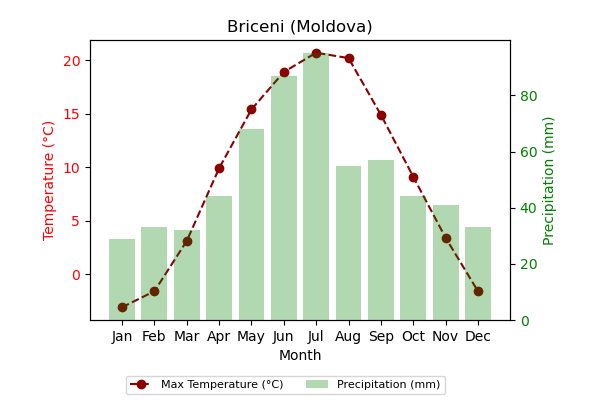 Briceni (Moldova)
Temperature (°C)
20
15
10
5
0
80
60
40
20
0
Precipitation (mm)
Jan Feb Mar Apr May Jun Jul Aug Sep Oct Nov Dec
Month
Max Temperature (°C) Precipitation (mm)